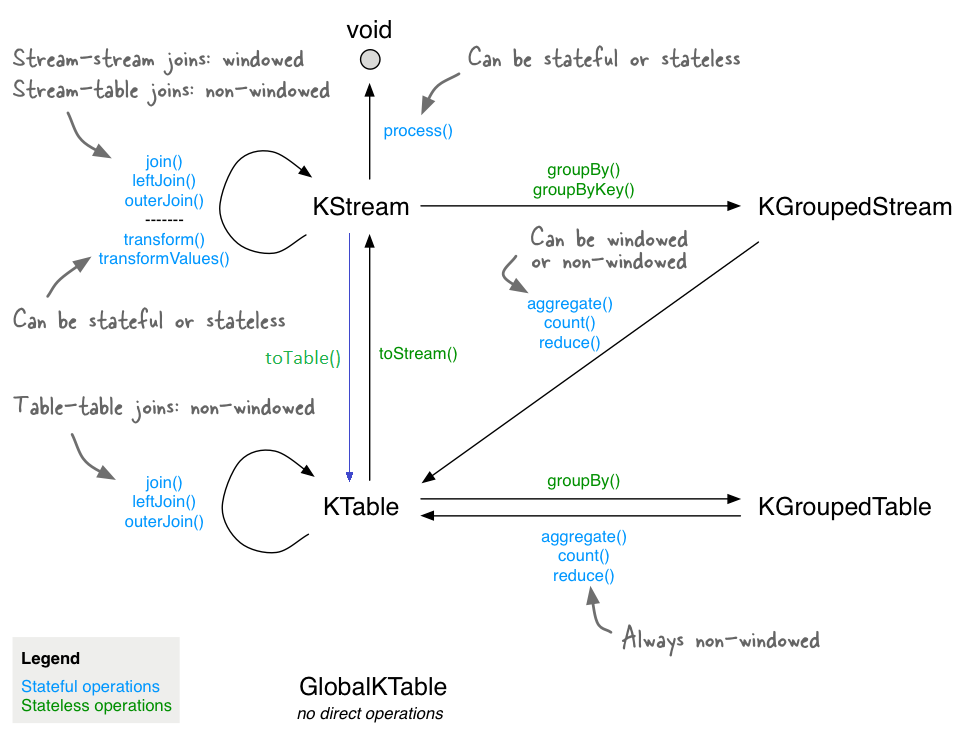 void
Stream-stream joins: windowed
Stream-table joins: non-windowed
Can be stateful or stateless
process()
join()
leftJoin()
outerJoin()
-------
transform()
transformValues()
KStream
groupBy()
groupByKey()
KGroupedStream
Can be windowed
or non-windowed
aggregate()
count()
reduce()
Can be stateful or stateless
toTable()
toStream()
Table-table joins: non-windowed
join()
leftJoin()
outerJoin()
KTable
groupBy()
KGroupedTable
aggregate()
count()
reduce()
Always non-windowed
Legend
Stateful operations
Stateless operations
GlobalKTable
no direct operations